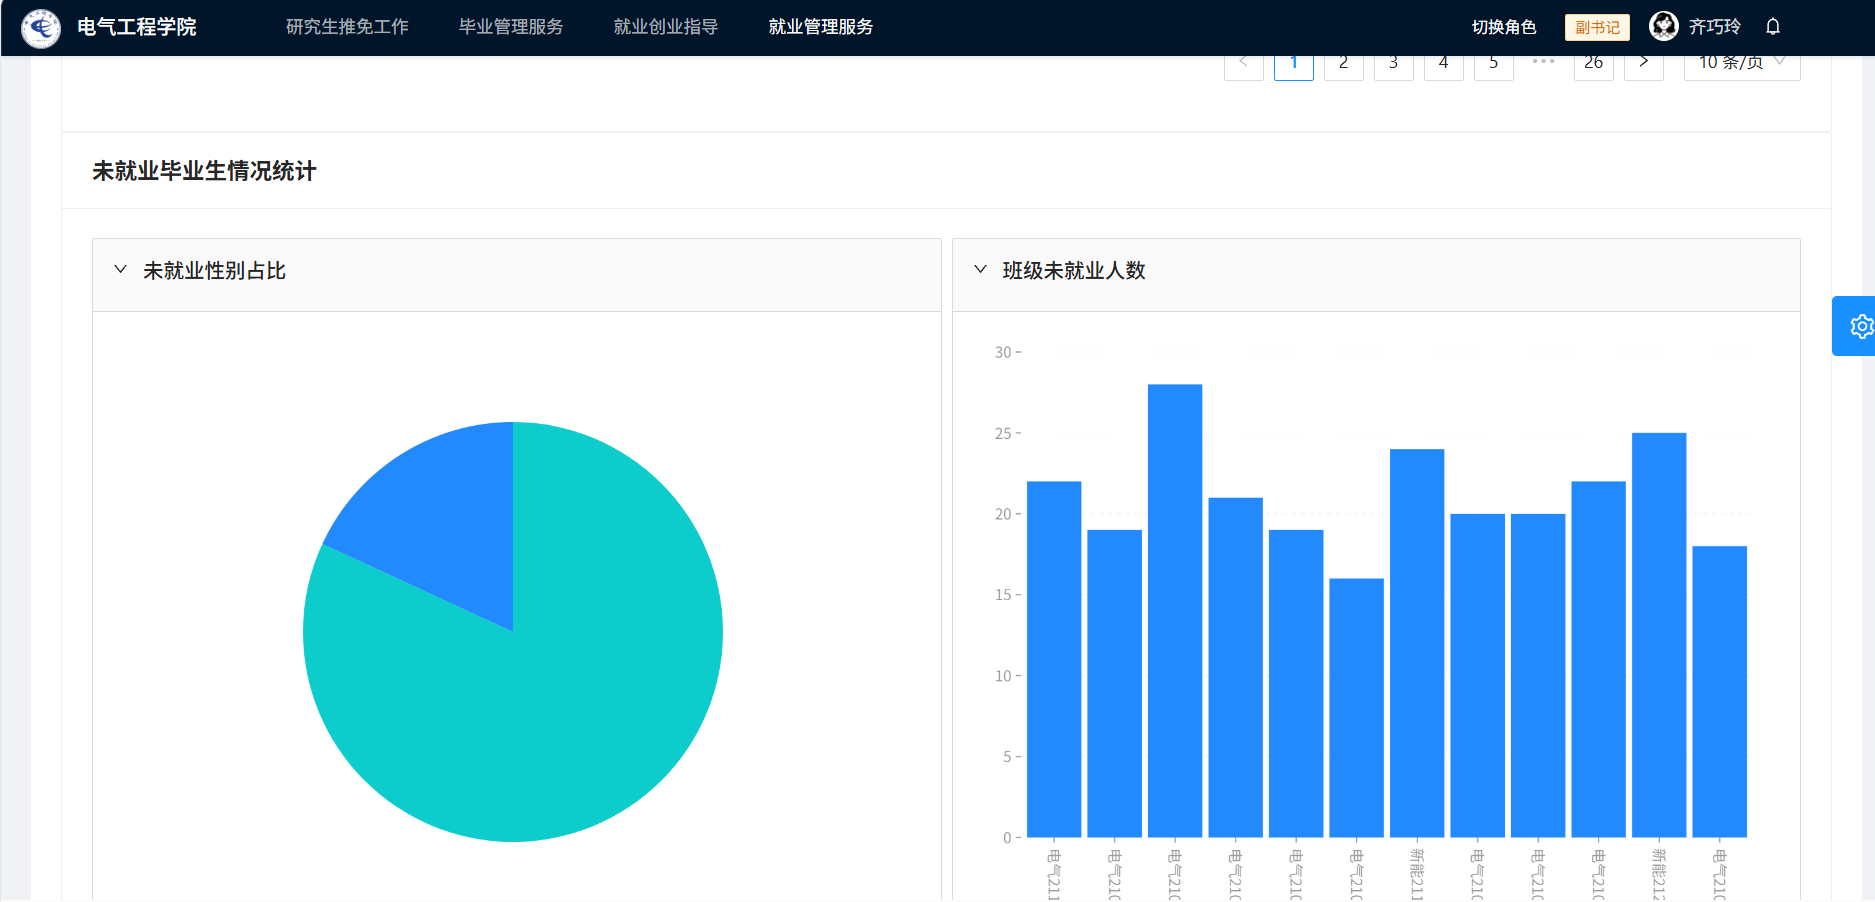 电气工程学院 研究生推免工作 毕业管理服务 就业创业指导 就业管理服务 切换角色 副书记 齐巧玲
< 1 2 3 4 5 ••• 26 > 10 条/页
未就业毕业生情况统计
未就业性别占比
班级未就业人数
30
25
20
15
10
5
0
电气211
电气210
电气210
电气210
电气210
电气210
新能211
电气210
电气210
电气210
新能212
电气210